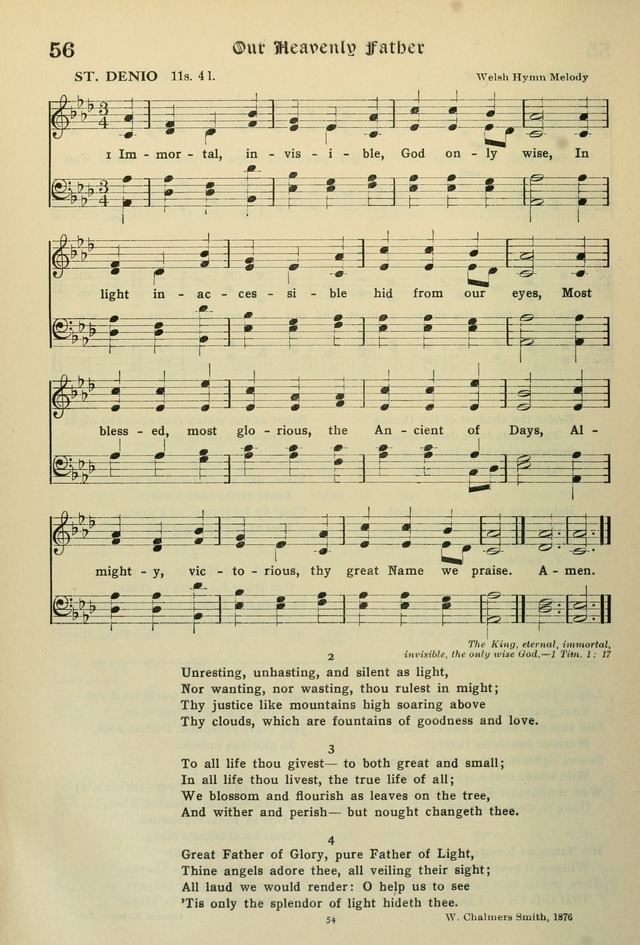 56 Our Heavenly Father
ST. DENIO 11s. 4l. Welsh Hymn Melody
1 Im - mor - tal, in - vis - i - ble, God on - ly wise, In
light in - ac - ces - si - ble hid from our eyes, Most
bless - ed, most glo - rious, the An - cient of Days, Al -
might - y, vic - to - rious, thy great Name we praise. A - men.
The King, eternal, immortal,
invisible, the only wise God,—1 Tim. 1: 17
2
Unresting, unhasting, and silent as light,
Nor wanting, nor wasting, thou rulest in might;
Thy justice like mountains high soaring above
Thy clouds, which are fountains of goodness and love.
3
To all life thou givest— to both great and small;
In all life thou livest, the true life of all;
We blossom and flourish as leaves on the tree,
And wither and perish— but nought changeth thee.
4
Great Father of Glory, pure Father of Light,
Thine angels adore thee, all veiling their sight;
All laud we would render: O help us to see
'Tis only the splendor of light hideth thee.
W. Chalmers Smith, 1876
54